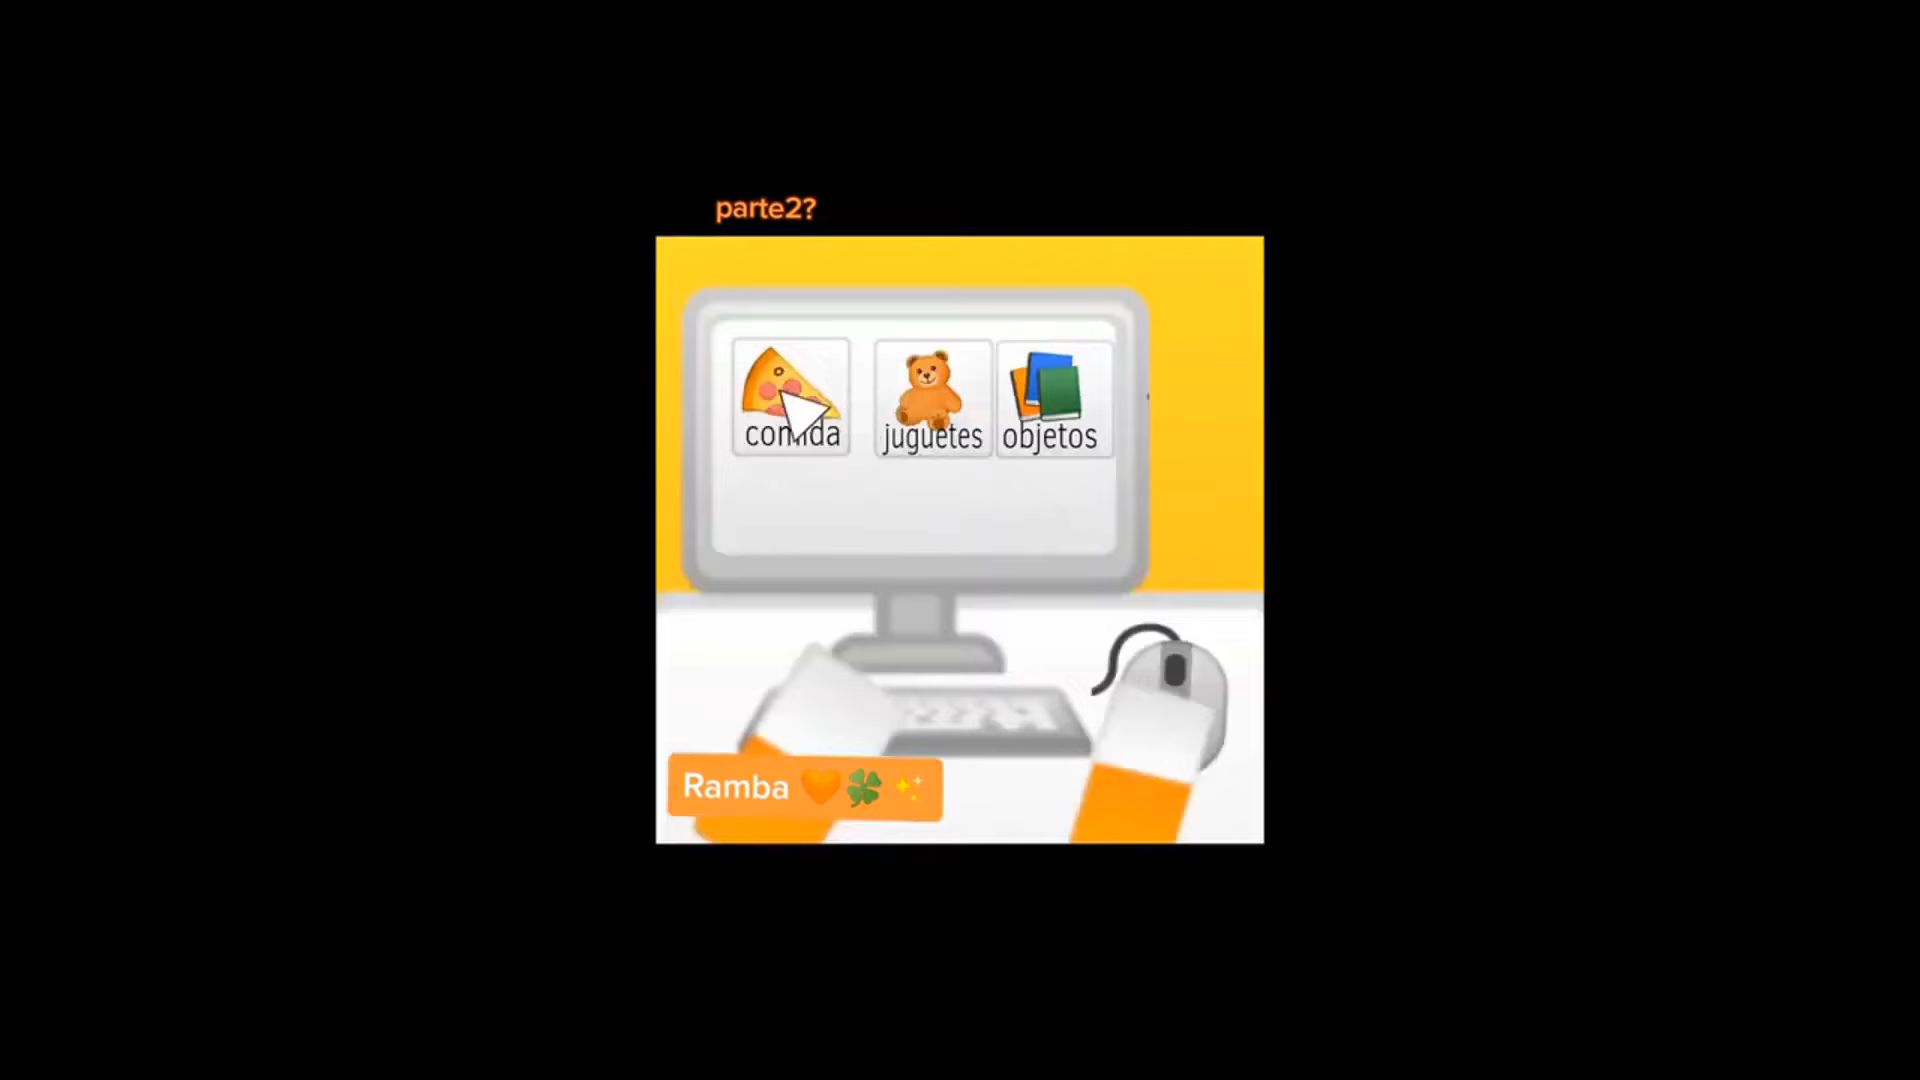 parte2?
comida
juguetes
objetos
Ramba 🧡🍀✨